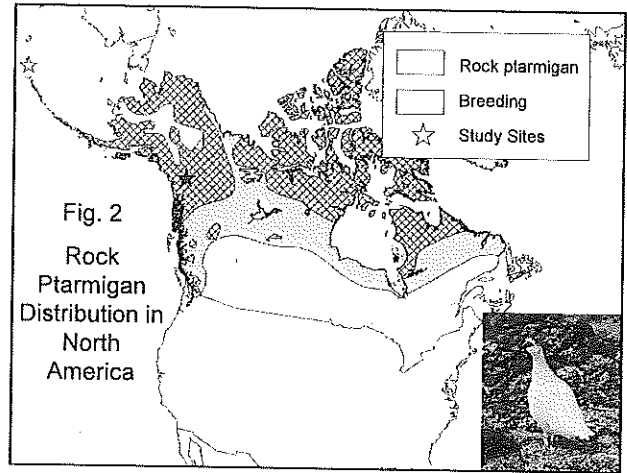 Rock ptarmigan
Breeding
Study Sites
Fig. 2
Rock
Ptarmigan
Distribution in
North
America